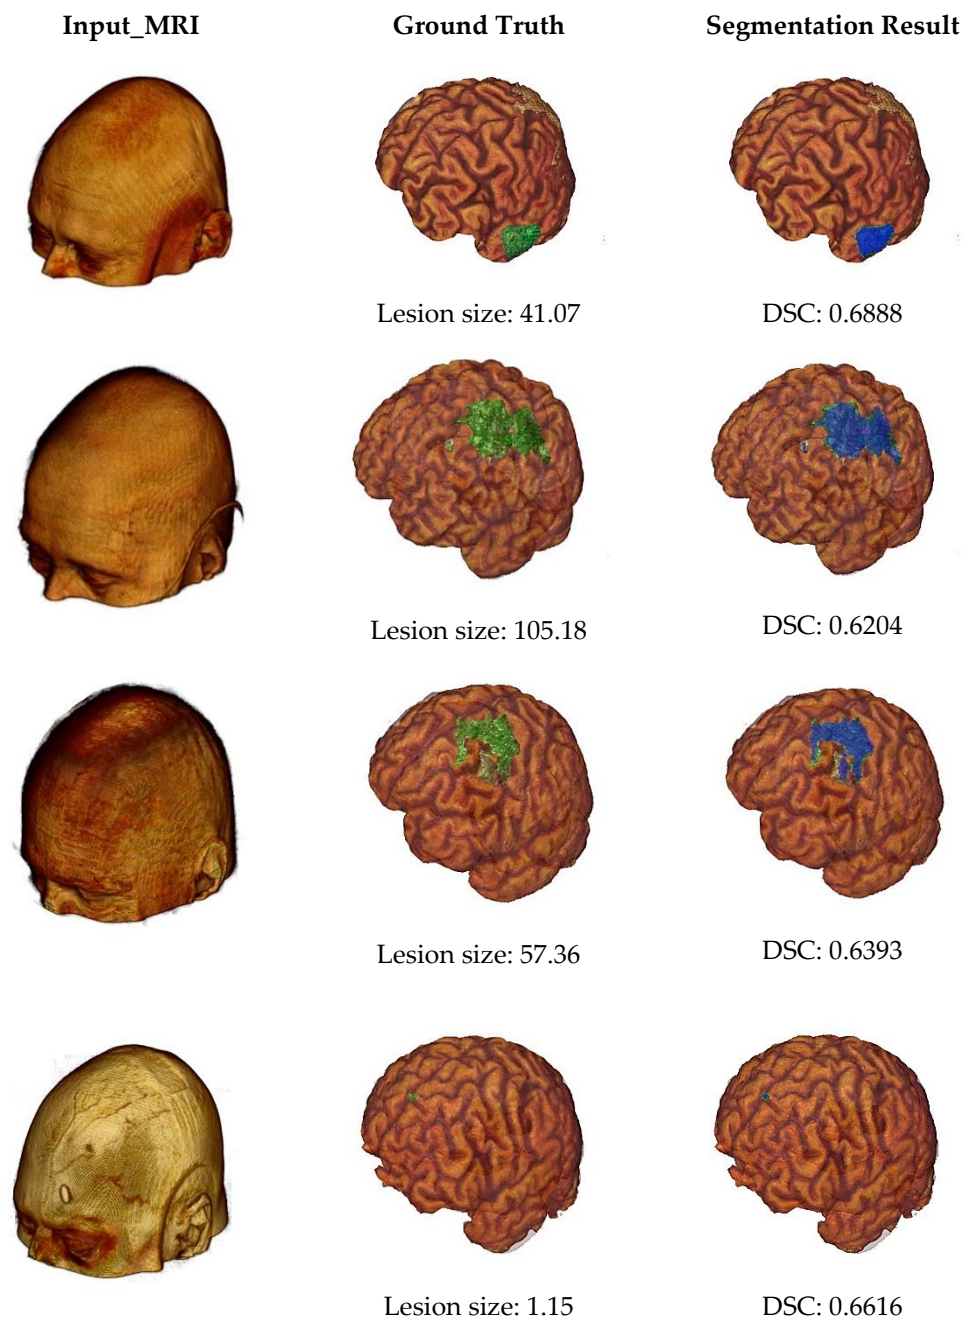 Input_MRI
Ground Truth
Segmentation Result
Lesion size: 41.07
DSC: 0.6888
Lesion size: 105.18
DSC: 0.6204
Lesion size: 57.36
DSC: 0.6393
Lesion size: 1.15
DSC: 0.6616